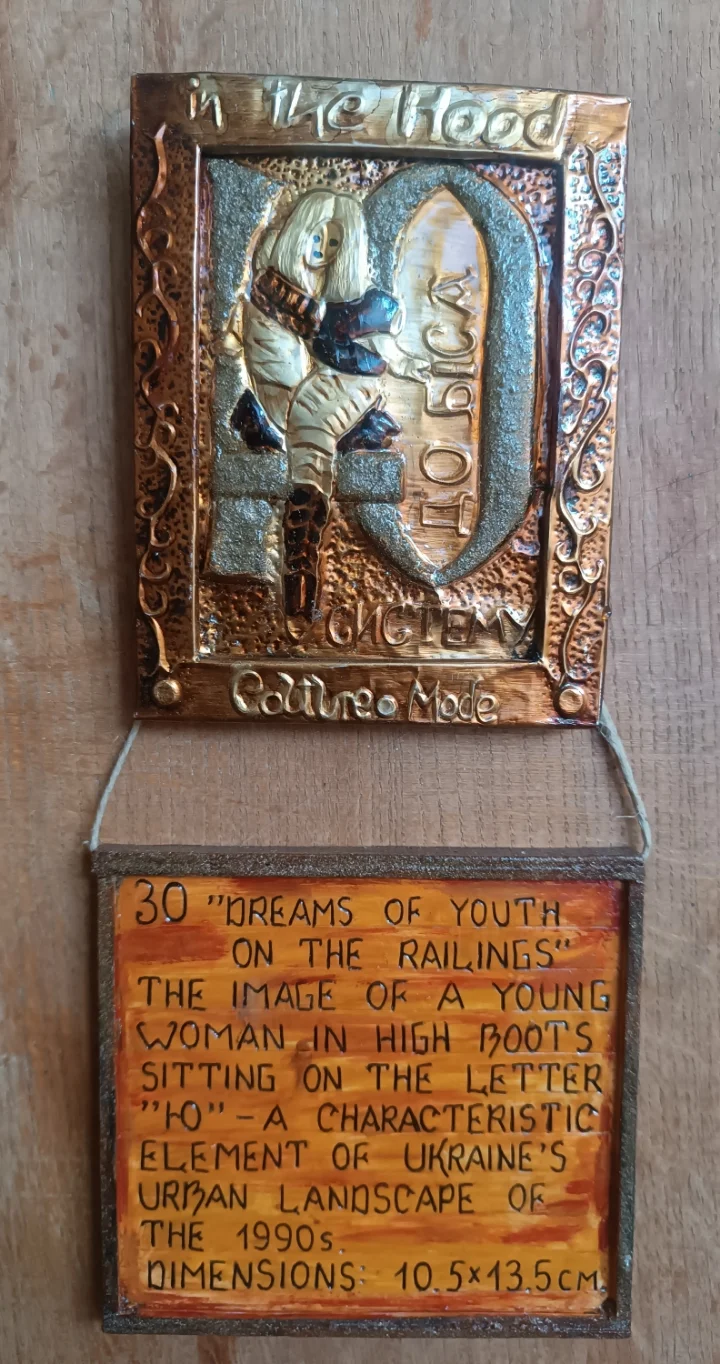 in the Hood
ДО БІСА
СИСТЕМУ
Mode
30 "DREAMS OF YOUTH
ON THE RAILINGS"
THE IMAGE OF A YOUNG
WOMAN IN HIGH BOOTS
SITTING ON THE LETTER
"Ю" – A CHARACTERISTIC
ELEMENT OF UKRAINE'S
URBAN LANDSCAPE OF
THE 1990s.
DIMENSIONS: 10.5×13.5 CM.